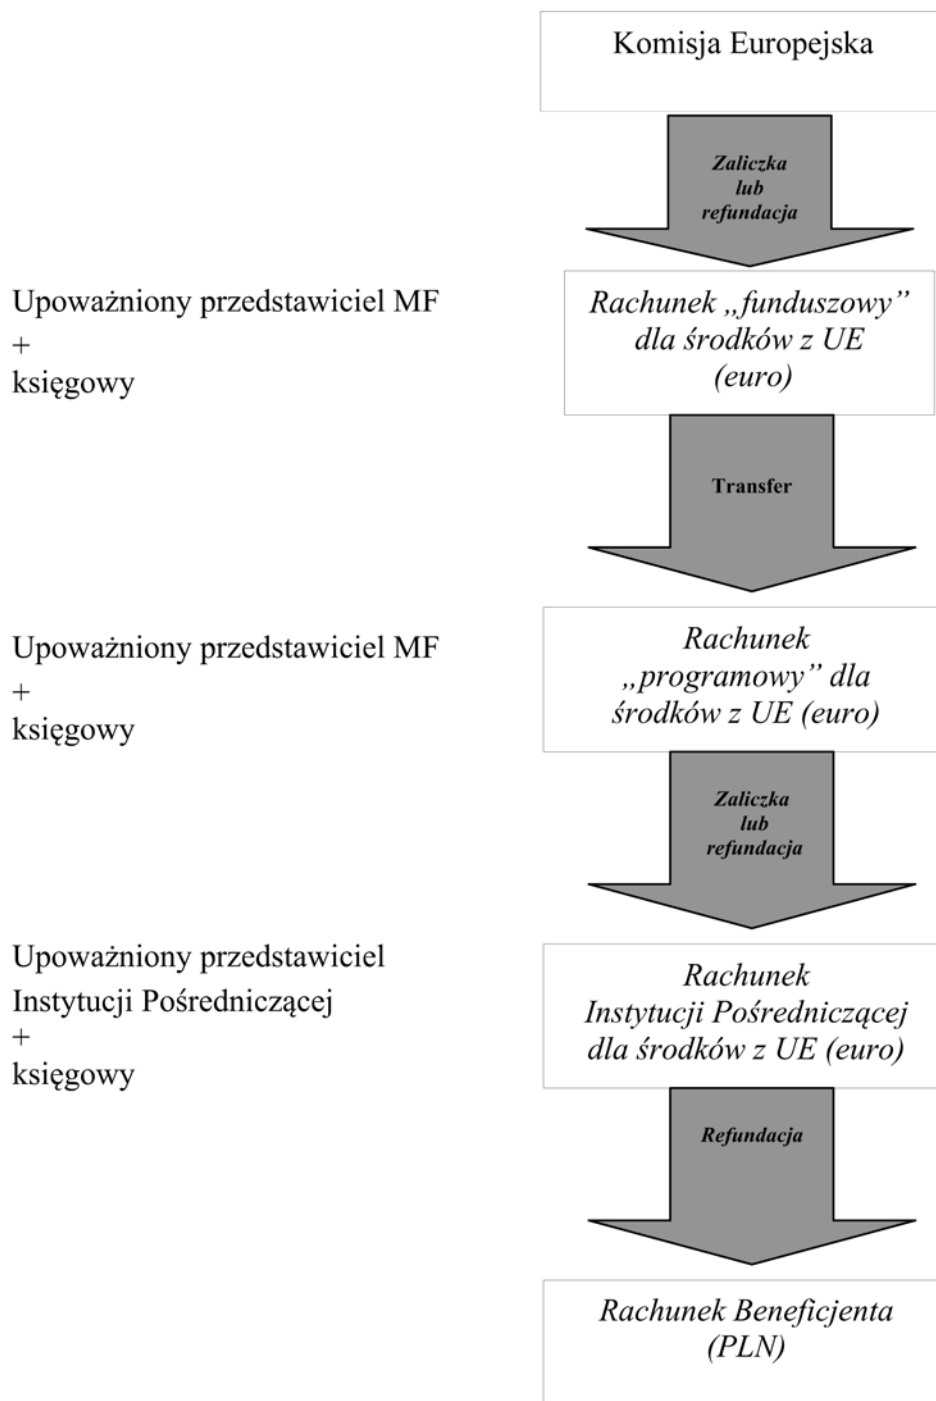 Komisja Europejska
Zaliczka
lub
refundacja
Upoważniony przedstawiciel MF
+
księgowy
Rachunek „funduszowy”
dla środków z UE
(euro)
Transfer
Upoważniony przedstawiciel MF
+
księgowy
Rachunek
„programowy” dla
środków z UE (euro)
Zaliczka
lub
refundacja
Upoważniony przedstawiciel
Instytucji Pośredniczącej
+
księgowy
Rachunek
Instytucji Pośredniczącej
dla środków z UE (euro)
Refundacja
Rachunek Beneficjenta
(PLN)